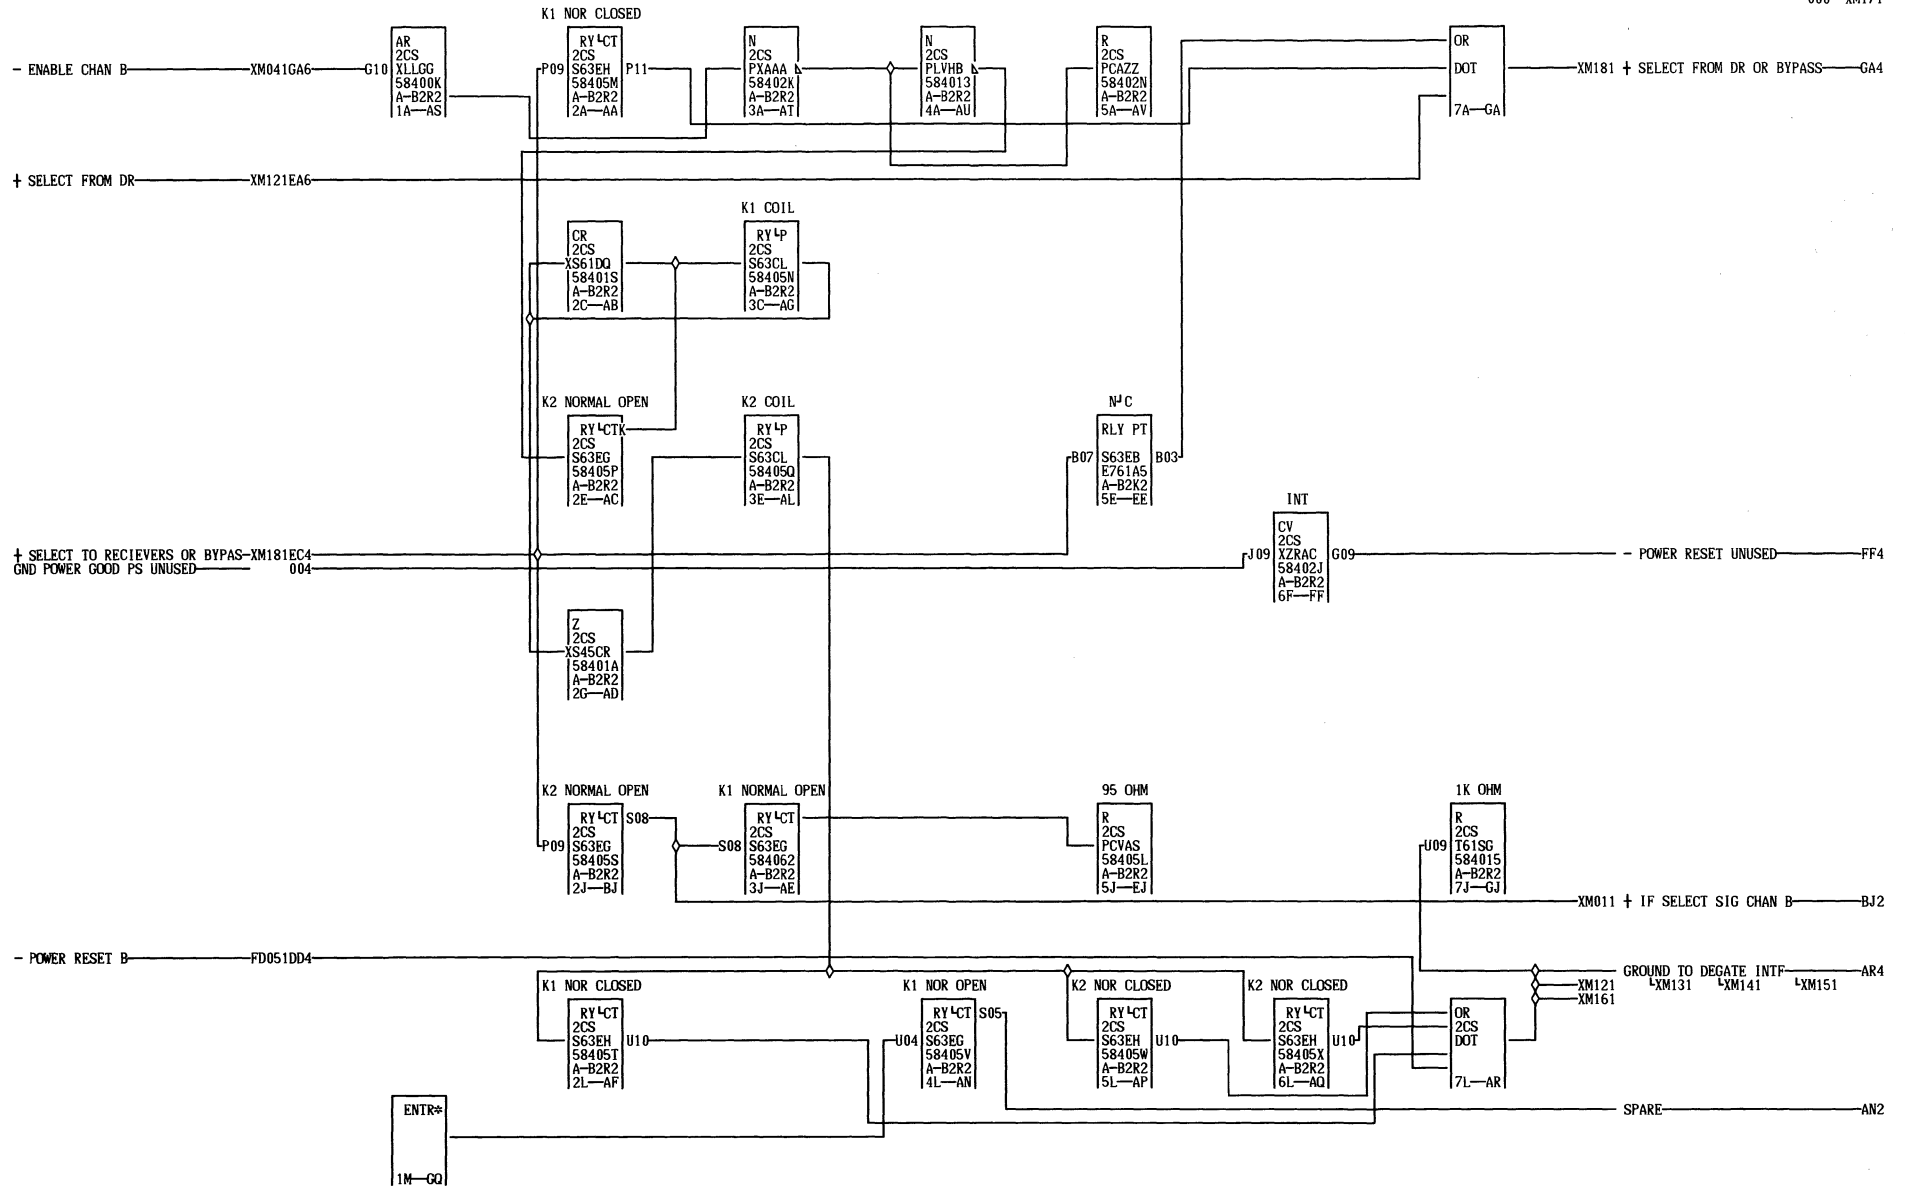 K1 NOR CLOSED
AR
2CS
XLLGG
58400K
A-B2R2
1A—AS
RY┗CT
2CS
S63EH
58405M
A-B2R2
2A—AA
N
2CS
PXAAA
58402K
A-B2R2
3A—AT
N
2CS
PLVHB
584013
A-B2R2
4A—AU
R
2CS
PCAZZ
58402N
A-B2R2
5A—AV
OR
DOT
7A—GA
- ENABLE CHAN B XM041GA6 G10
P09
P11
XM181 + SELECT FROM DR OR BYPASS GA4
+ SELECT FROM DR XM121EA6
K1 COIL
CR
2CS
XS61DQ
58401S
A-B2R2
2C—AB
RY┗P
2CS
S63CL
58405N
A-B2R2
3C—AG
K2 NORMAL OPEN
RY┗CTK
2CS
S63EG
58405P
A-B2R2
2E—AC
K2 COIL
RY┗P
2CS
S63CL
58405Q
A-B2R2
3E—AL
N┛C
RLY PT
B07 S63EB B03
E761A5
A-B2K2
5E—EE
INT
CV
2CS
J09 XZRAC G09
58402J
A-B2R2
6F—FF
+ SELECT TO RECIEVERS OR BYPAS-XM181EC4
GND POWER GOOD PS UNUSED 004
- POWER RESET UNUSED FF4
Z
2CS
XS45CR
58401A
A-B2R2
2G—AD
K2 NORMAL OPEN
RY┗CT S08
2CS
P09 S63EG
58405S
A-B2R2
2J—BJ
K1 NORMAL OPEN
RY┗CT
2CS
S08 S63EG
584062
A-B2R2
3J—AE
95 OHM
R
2CS
PCVAS
58405L
A-B2R2
5J—EJ
1K OHM
R
2CS
U09 T61SG
584015
A-B2R2
7J—GJ
XM011 + IF SELECT SIG CHAN B BJ2
- POWER RESET B FD051DD4
GROUND TO DEGATE INTF AR4
XM121 ┗XM131 ┗XM141 ┗XM151
XM161
K1 NOR CLOSED
RY┗CT
2CS
S63EH U10
58405T
A-B2R2
2L—AF
K1 NOR OPEN
RY┗CT S05
2CS
U04 S63EG
58405V
A-B2R2
4L—AN
K2 NOR CLOSED
RY┗CT
2CS
S63EH U10
58405W
A-B2R2
5L—AP
K2 NOR CLOSED
RY┗CT
2CS
S63EH U10
58405X
A-B2R2
6L—AQ
OR
2CS
DOT
7L—AR
SPARE AN2
ENTR*
1M—GQ